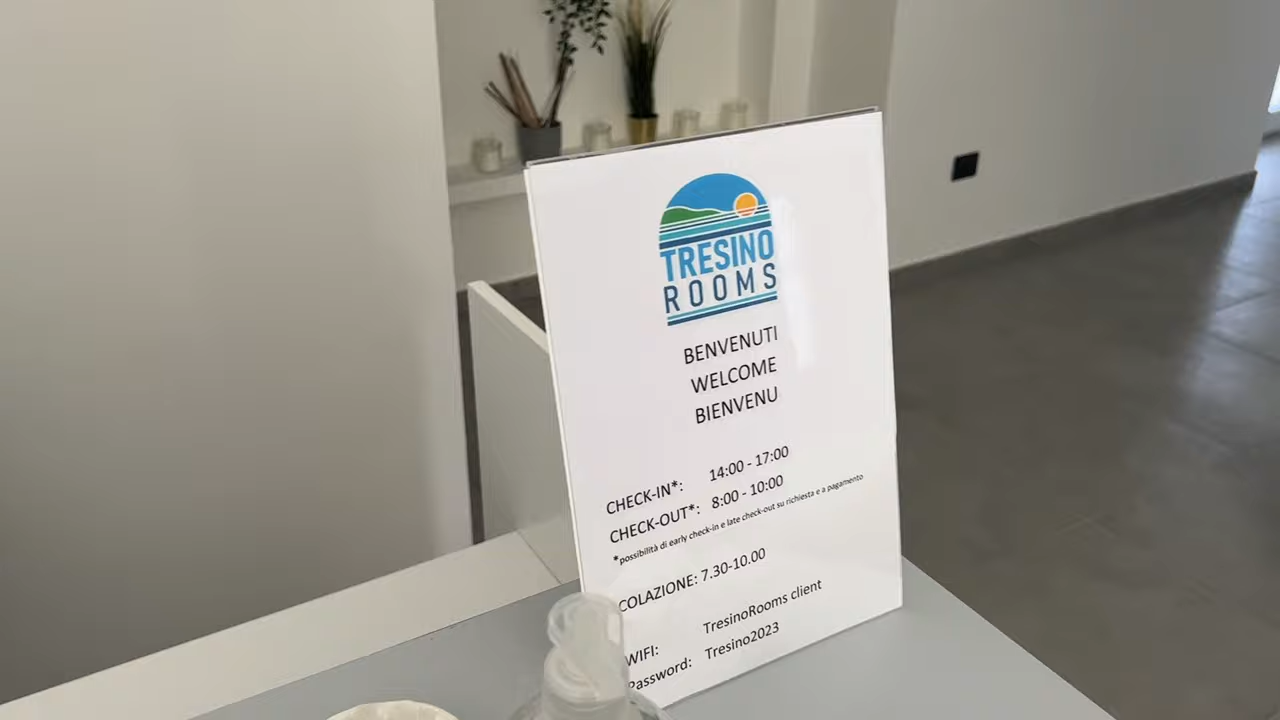 TRESINO
ROOMS
BENVENUTI
WELCOME
BIENVENU
CHECK-IN*: 14:00 - 17:00
CHECK-OUT*: 8:00 - 10:00
*possibilità di early check-in e late check-out su richiesta e a pagamento
COLAZIONE: 7.30-10.00
WIFI: TresinoRooms client
Password: Tresino2023